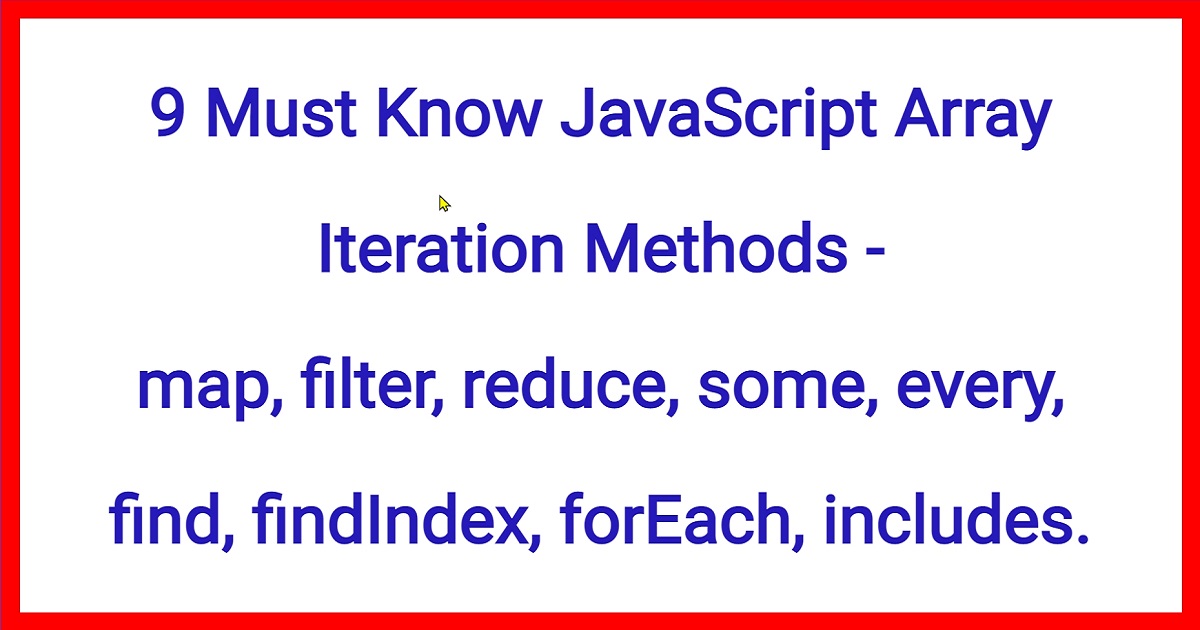 9 Must Know JavaScript Array
Iteration Methods -
map, filter, reduce, some, every,
find, findIndex, forEach, includes.